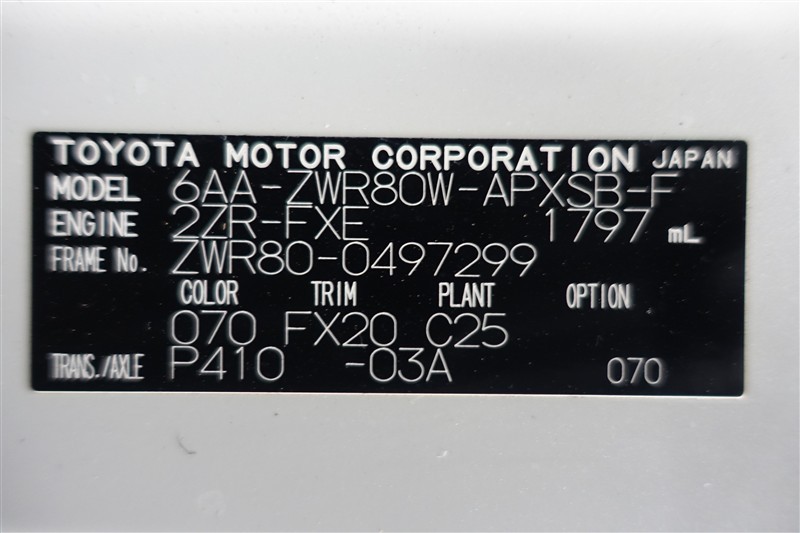 TOYOTA MOTOR CORPORATION JAPAN
MODEL 6AA-ZWR80W-APXSB-F
ENGINE 2ZR-FXE 1797 mL
FRAME No. ZWR80-0497299
COLOR TRIM PLANT OPTION
070 FX20 C25
TRANS./AXLE P410 -03A 070